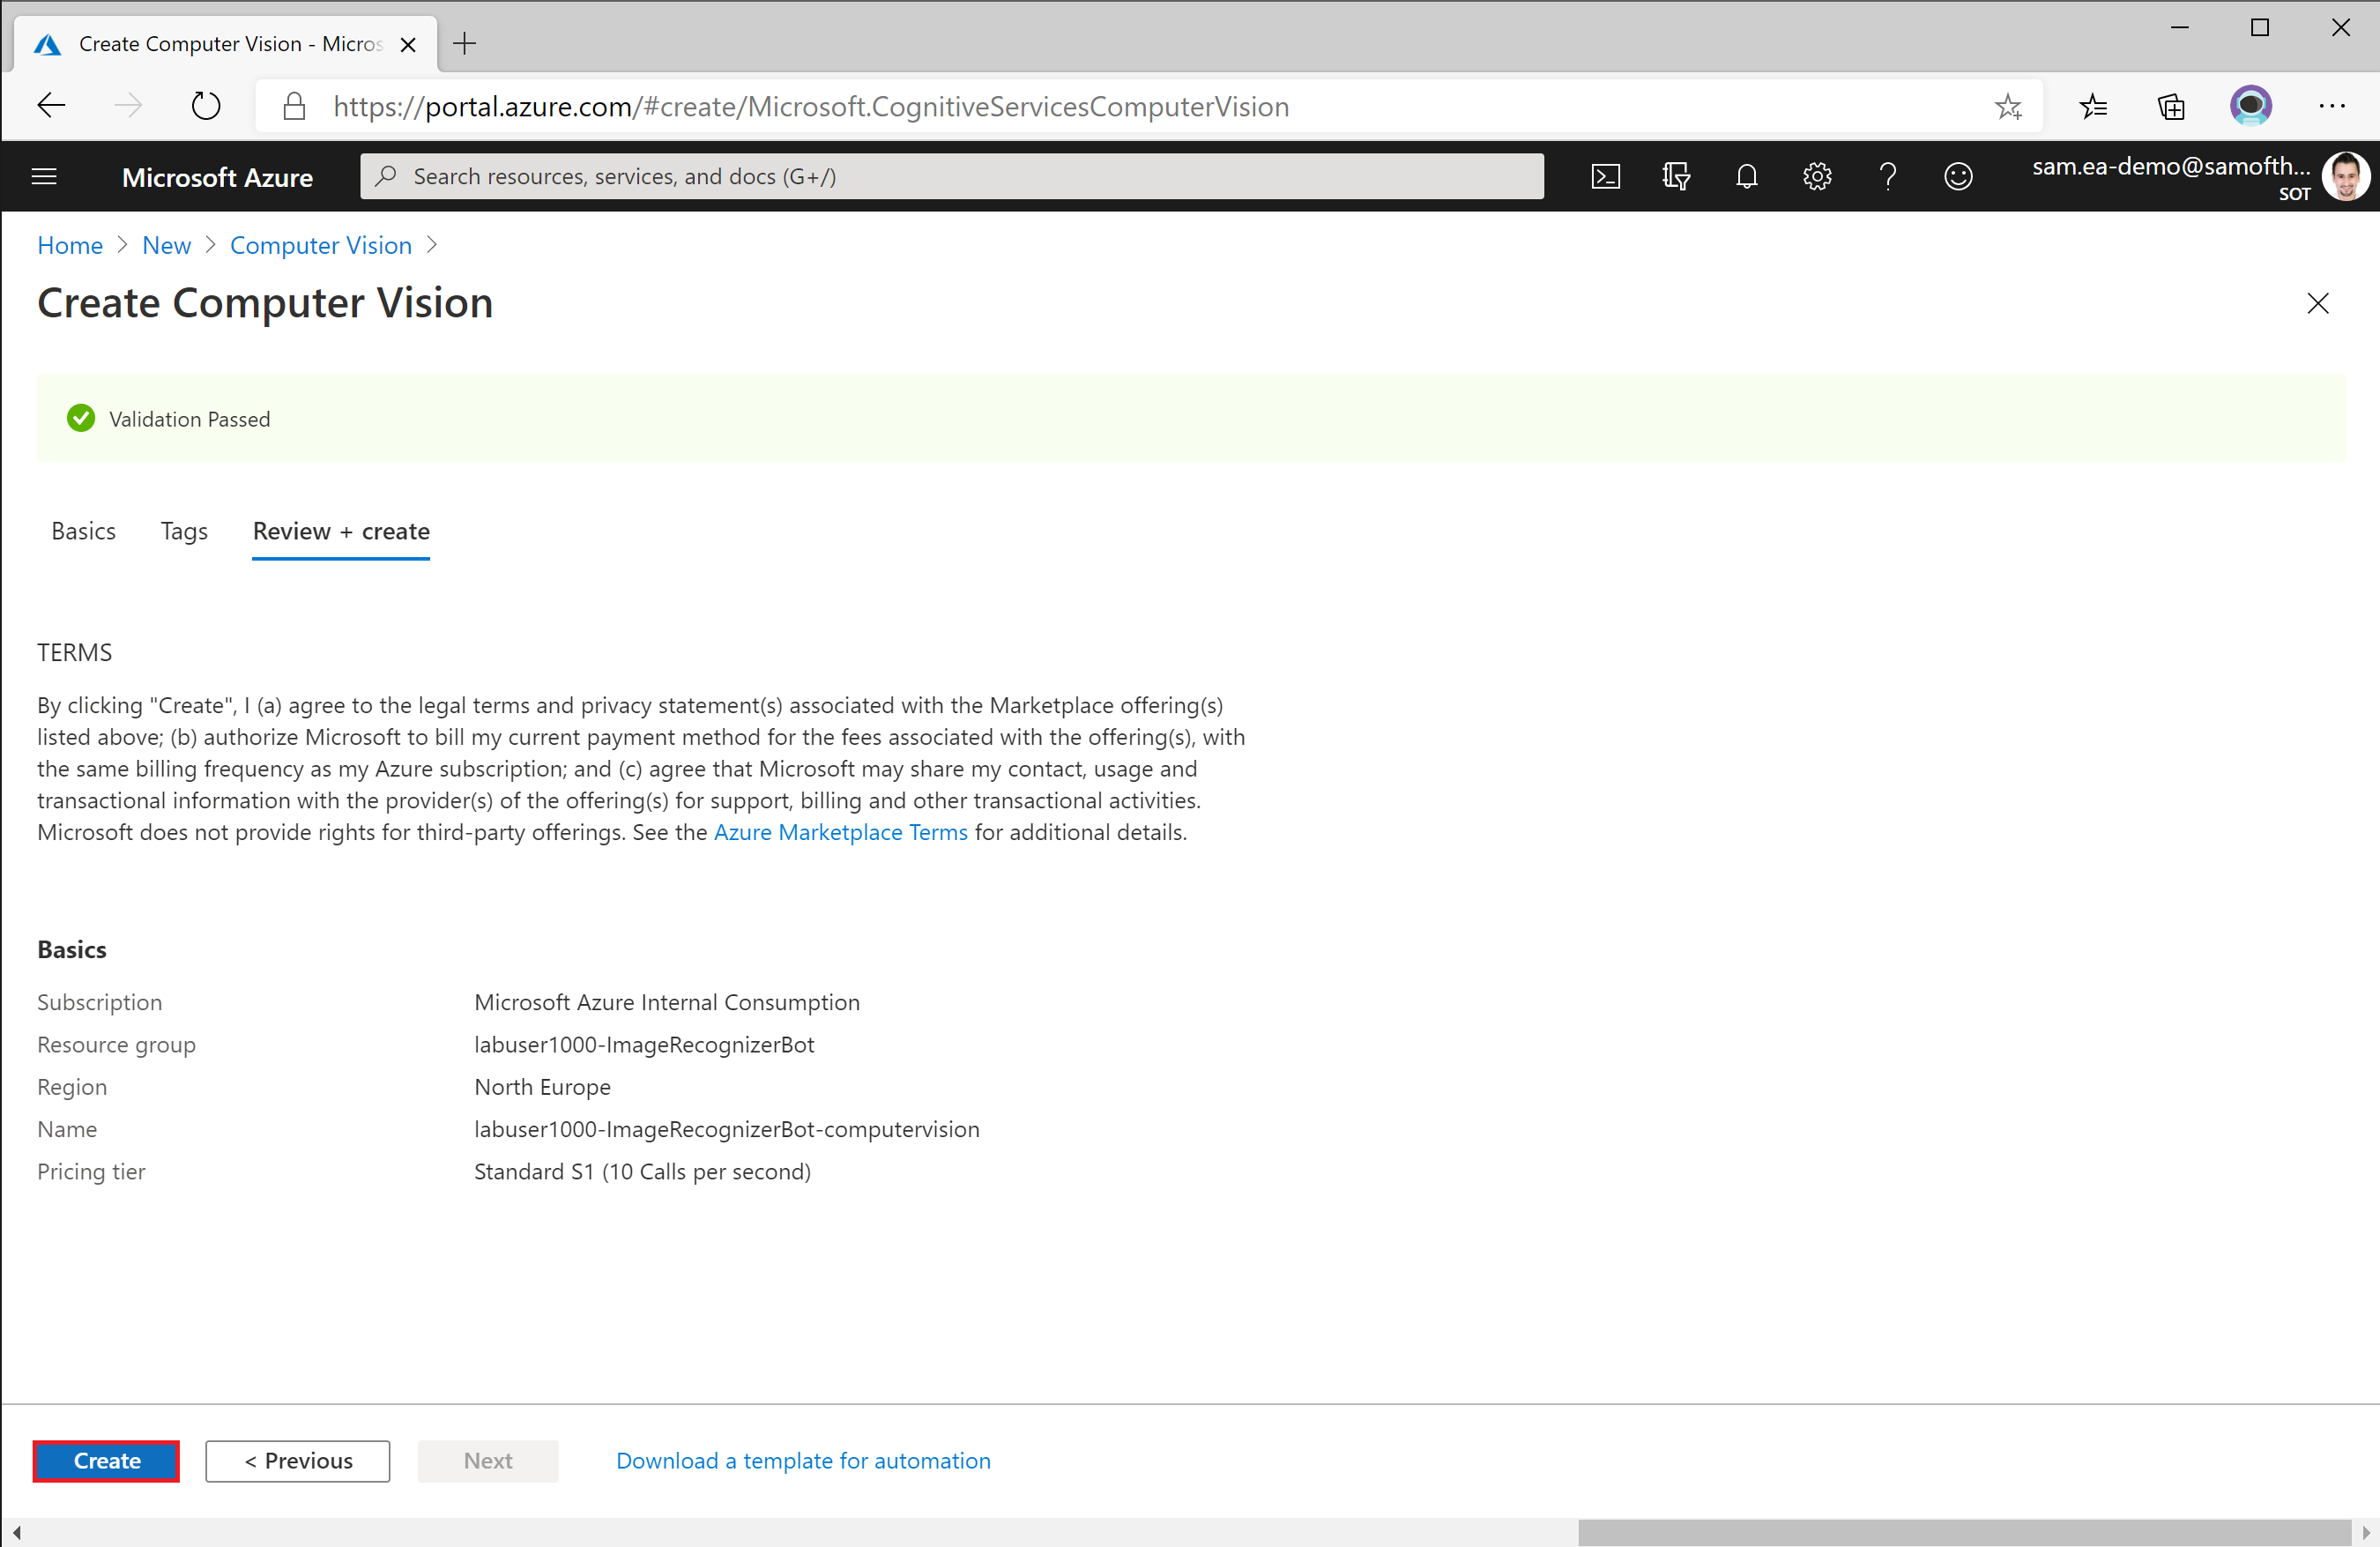 Create Computer Vision - Micros
https://portal.azure.com/#create/Microsoft.CognitiveServicesComputerVision
Microsoft Azure
Search resources, services, and docs (G+/)
sam.ea-demo@samofth...
SOT
Home > New > Computer Vision >
Create Computer Vision
Validation Passed
Basics Tags Review + create
TERMS
By clicking "Create", I (a) agree to the legal terms and privacy statement(s) associated with the Marketplace offering(s)
listed above; (b) authorize Microsoft to bill my current payment method for the fees associated with the offering(s), with
the same billing frequency as my Azure subscription; and (c) agree that Microsoft may share my contact, usage and
transactional information with the provider(s) of the offering(s) for support, billing and other transactional activities.
Microsoft does not provide rights for third-party offerings. See the Azure Marketplace Terms for additional details.
Basics
Subscription Microsoft Azure Internal Consumption
Resource group labuser1000-ImageRecognizerBot
Region North Europe
Name labuser1000-ImageRecognizerBot-computervision
Pricing tier Standard S1 (10 Calls per second)
Create < Previous Next Download a template for automation